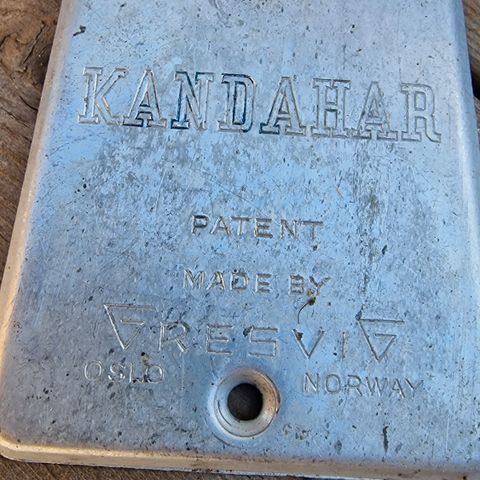 KANDAHAR
PATENT
MADE BY
GRESVIG
OSLO NORWAY